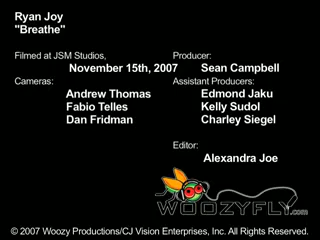 Ryan Joy
"Breathe"
Filmed at JSM Studios,
November 15th, 2007
Cameras:
Andrew Thomas
Fabio Telles
Dan Fridman
Producer:
Sean Campbell
Assistant Producers:
Edmond Jaku
Kelly Sudol
Charley Siegel
Editor:
Alexandra Joe
WOOZYFLY.com
© 2007 Woozy Productions/CJ Vision Enterprises, Inc. All Rights Reserved.